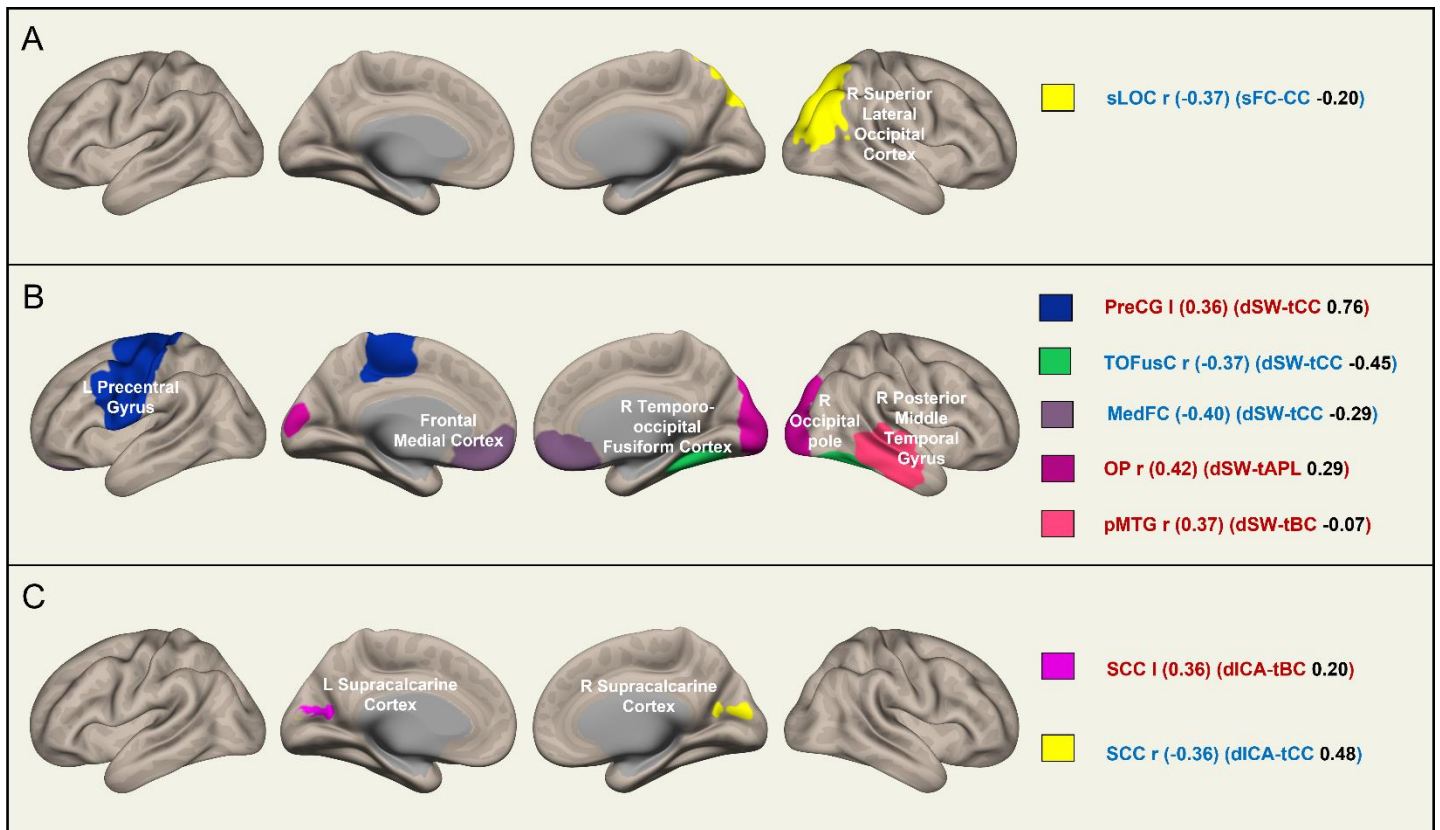 A
R Superior
Lateral
Occipital
Cortex
sLOC r (-0.37) (sFC-CC -0.20)
B
L Precentral
Gyrus
Frontal
Medial Cortex
R Temporo-
occipital
Fusiform Cortex
R
Occipital
pole
R Posterior
Middle
Temporal
Gyrus
PreCG l (0.36) (dSW-tCC 0.76)
TOFusC r (-0.37) (dSW-tCC -0.45)
MedFC (-0.40) (dSW-tCC -0.29)
OP r (0.42) (dSW-tAPL 0.29)
pMTG r (0.37) (dSW-tBC -0.07)
C
L Supracalcarine
Cortex
R Supracalcarine
Cortex
SCC l (0.36) (dICA-tBC 0.20)
SCC r (-0.36) (dICA-tCC 0.48)